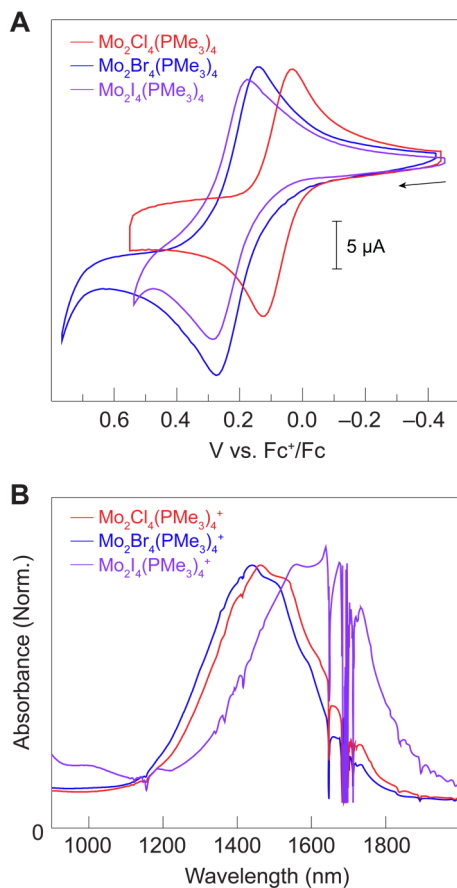 A
Mo₂Cl₄(PMe₃)₄
Mo₂Br₄(PMe₃)₄
Mo₂I₄(PMe₃)₄
5 µA
0.6 0.4 0.2 0.0 –0.2 –0.4
V vs. Fc⁺/Fc
B
Mo₂Cl₄(PMe₃)₄⁺
Mo₂Br₄(PMe₃)₄⁺
Mo₂I₄(PMe₃)₄⁺
Absorbance (Norm.)
0
1000 1200 1400 1600 1800
Wavelength (nm)